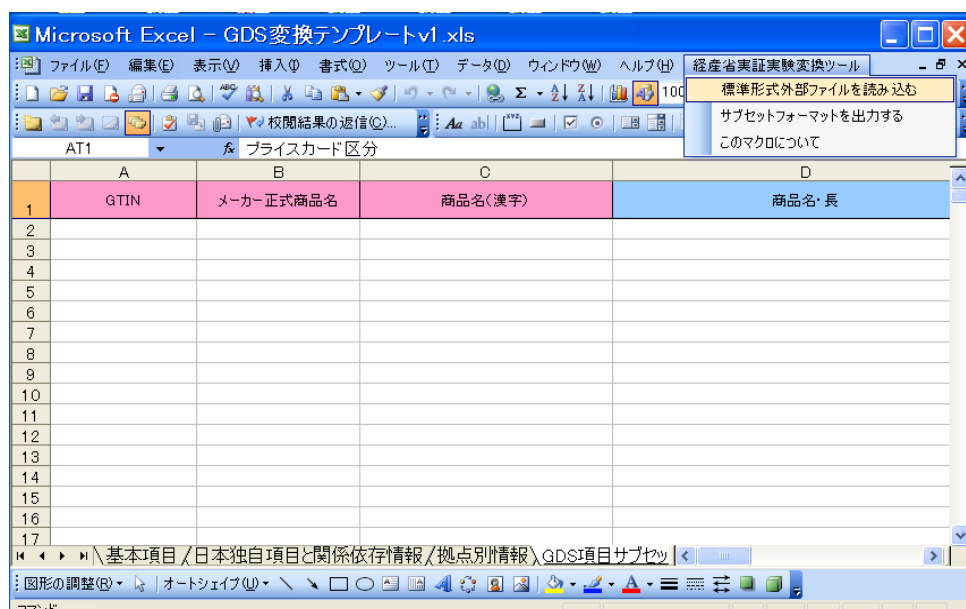 Microsoft Excel - GDS変換テンプレートv1.xls
ファイル(F) 編集(E) 表示(V) 挿入(I) 書式(O) ツール(T) データ(D) ウィンドウ(W) ヘルプ(H) 経産省実証実験変換ツール
標準形式外部ファイルを読み込む
100
サブセットフォーマットを出力する
校閲結果の返信(C)...
このマクロについて
AT1 fx プライスカード区分
A B C D
1 GTIN メーカー正式商品名 商品名(漢字) 商品名・長
2
3
4
5
6
7
8
9
10
11
12
13
14
15
16
17
基本項目 日本独自項目と関係依存情報 拠点別情報 GDS項目サブセッ
図形の調整(R) オートシェイプ(U)
コマンド